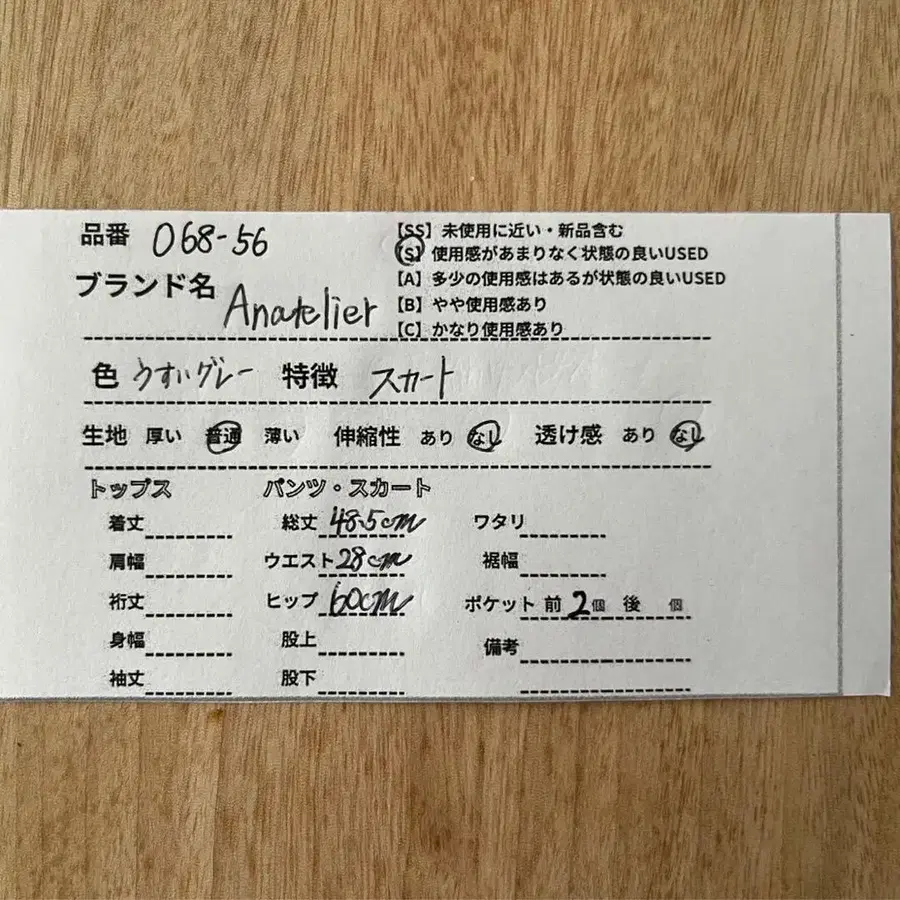 品番 068-56
【SS】未使用に近い・新品含む
【S】使用感があまりなく状態の良いUSED
【A】多少の使用感はあるが状態の良いUSED
【B】やや使用感あり
【C】かなり使用感あり
ブランド名 Anatelier
色 うすいグレー 特徴 スカート
生地 厚い 普通 薄い 伸縮性 あり なし 透け感 あり なし
トップス パンツ・スカート
着丈 総丈 48.5cm ワタリ
肩幅 ウエスト 28cm 裾幅
裄丈 ヒップ 60cm ポケット 前 2個 後 個
身幅 股上 備考
袖丈 股下